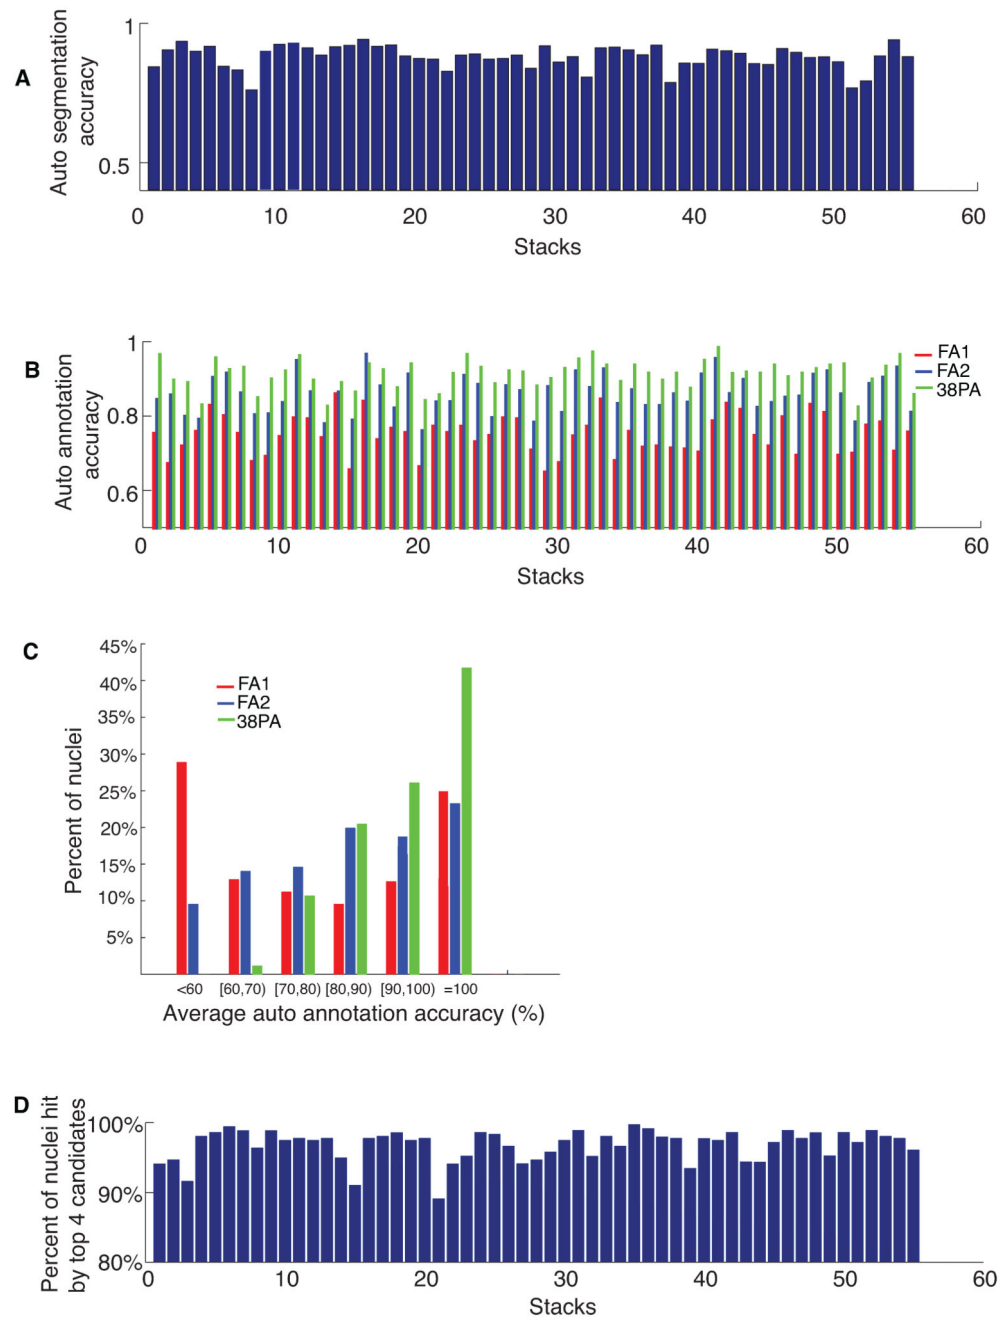 A
Auto segmentation
accuracy
1
0.5
0 10 20 30 40 50 60
Stacks
B
Auto annotation
accuracy
1
0.8
0.6
FA1
FA2
38PA
0 10 20 30 40 50 60
Stacks
C
Percent of nuclei
45%
40%
35%
30%
25%
20%
15%
10%
5%
FA1
FA2
38PA
<60 [60,70) [70,80) [80,90) [90,100) =100
Average auto annotation accuracy (%)
D
Percent of nuclei hit
by top 4 candidates
100%
90%
80%
0 10 20 30 40 50 60
Stacks